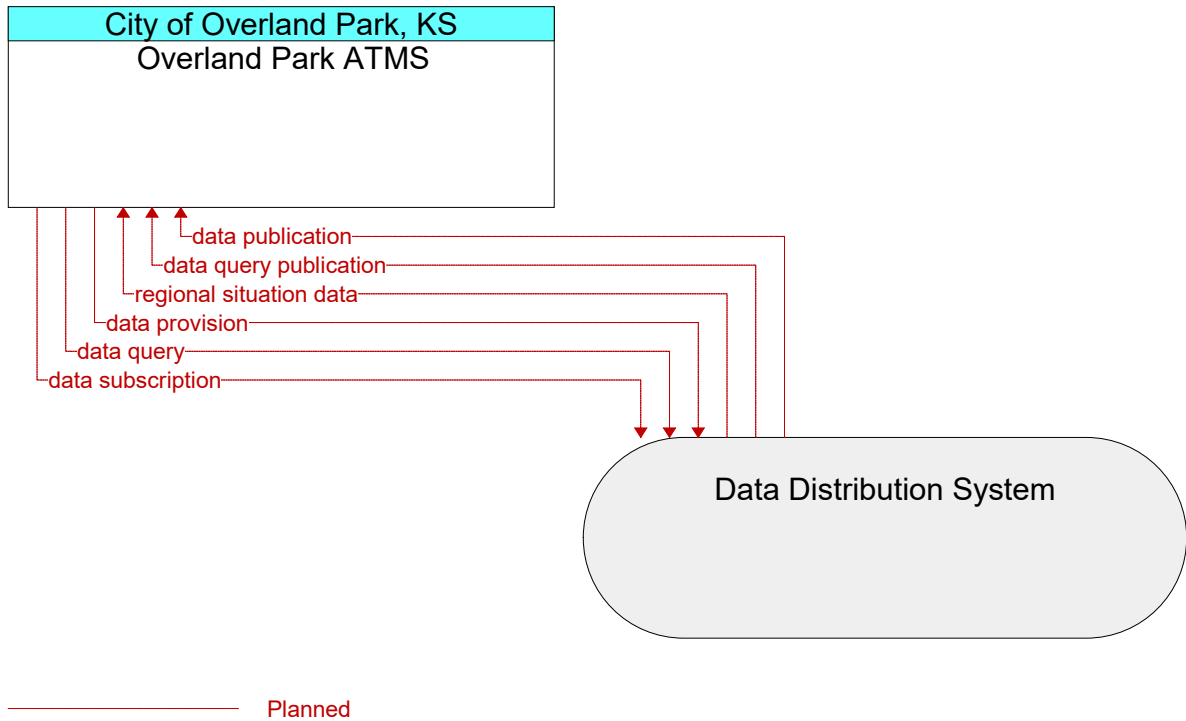 City of Overland Park, KS
Overland Park ATMS
data publication
data query publication
regional situation data
data provision
data query
data subscription
Data Distribution System
Planned